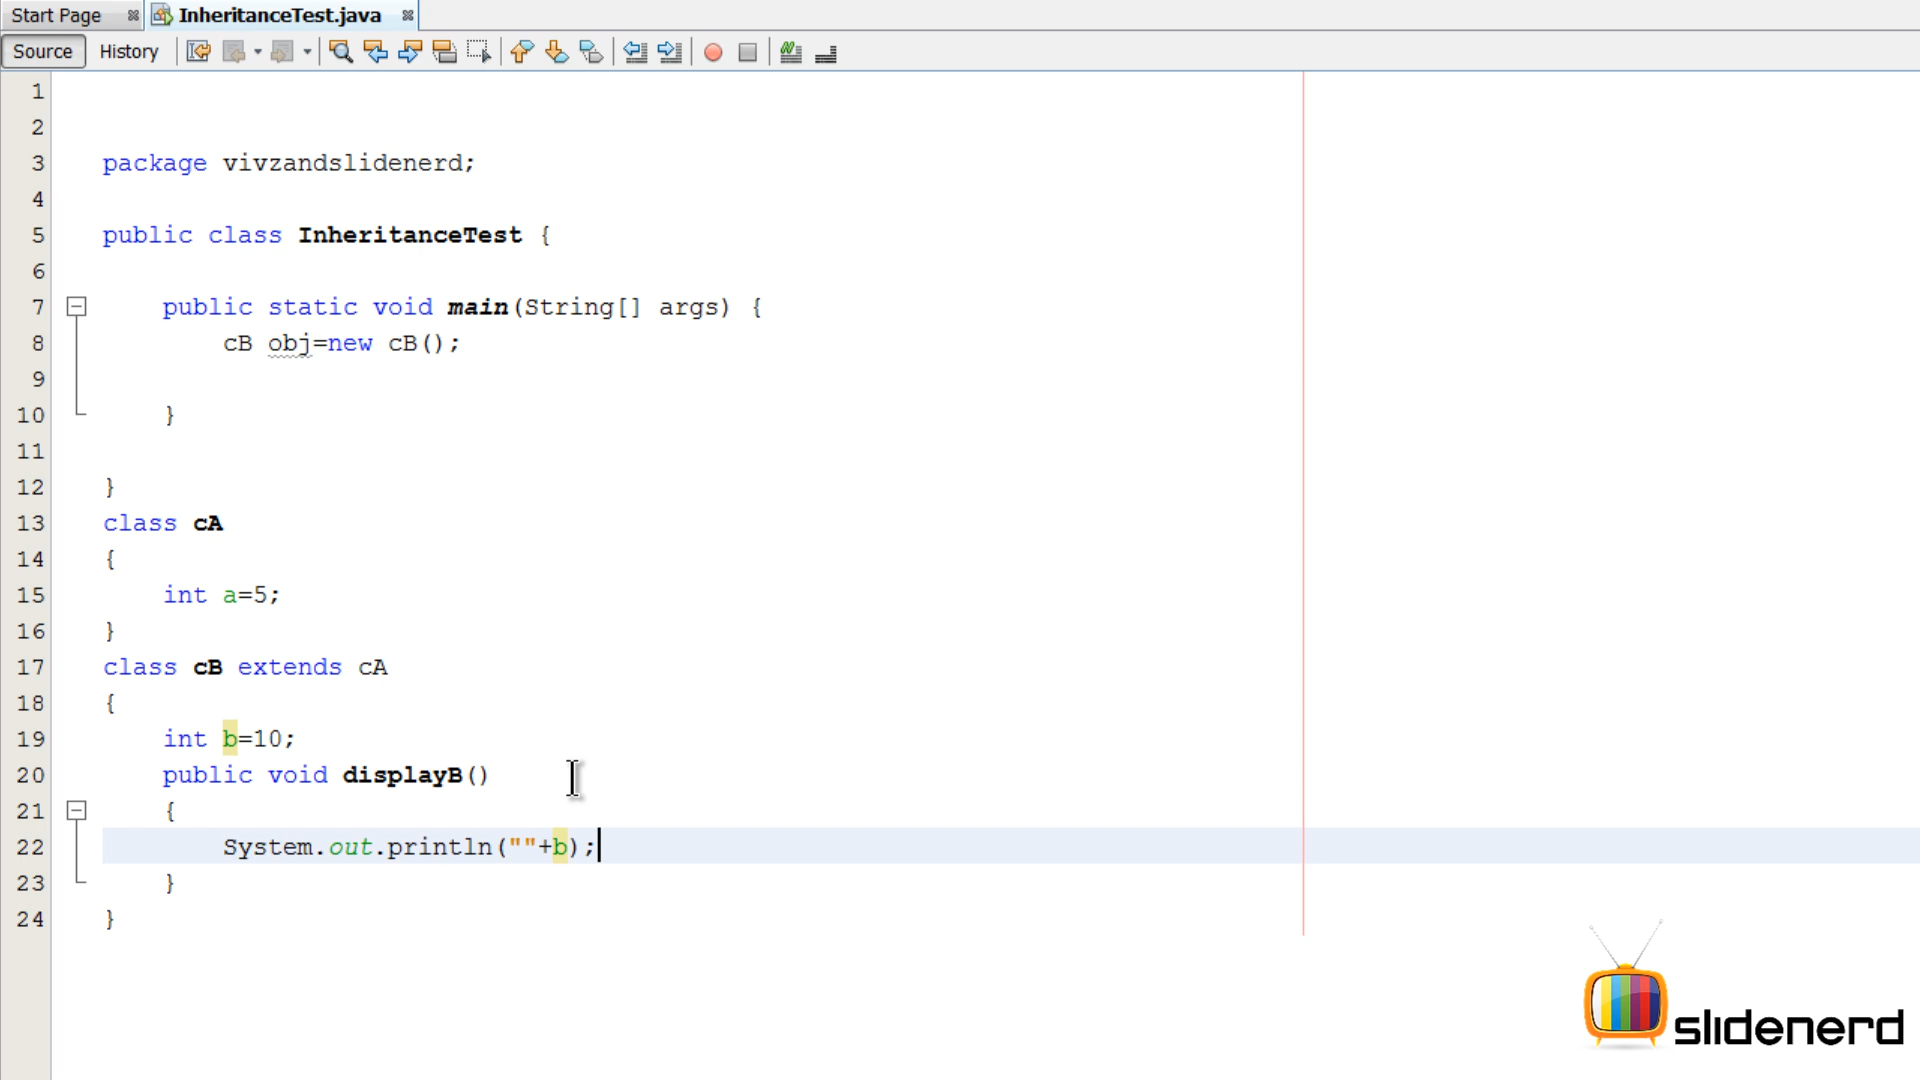 Start Page
InheritanceTest.java
Source History
1
2
3 package vivzandslidenerd;
4
5 public class InheritanceTest {
6
7 public static void main(String[] args) {
8 cB obj=new cB();
9
10 }
11
12 }
13 class cA
14 {
15 int a=5;
16 }
17 class cB extends cA
18 {
19 int b=10;
20 public void displayB()
21 {
22 System.out.println(""+b);
23 }
24 }
slidenerd